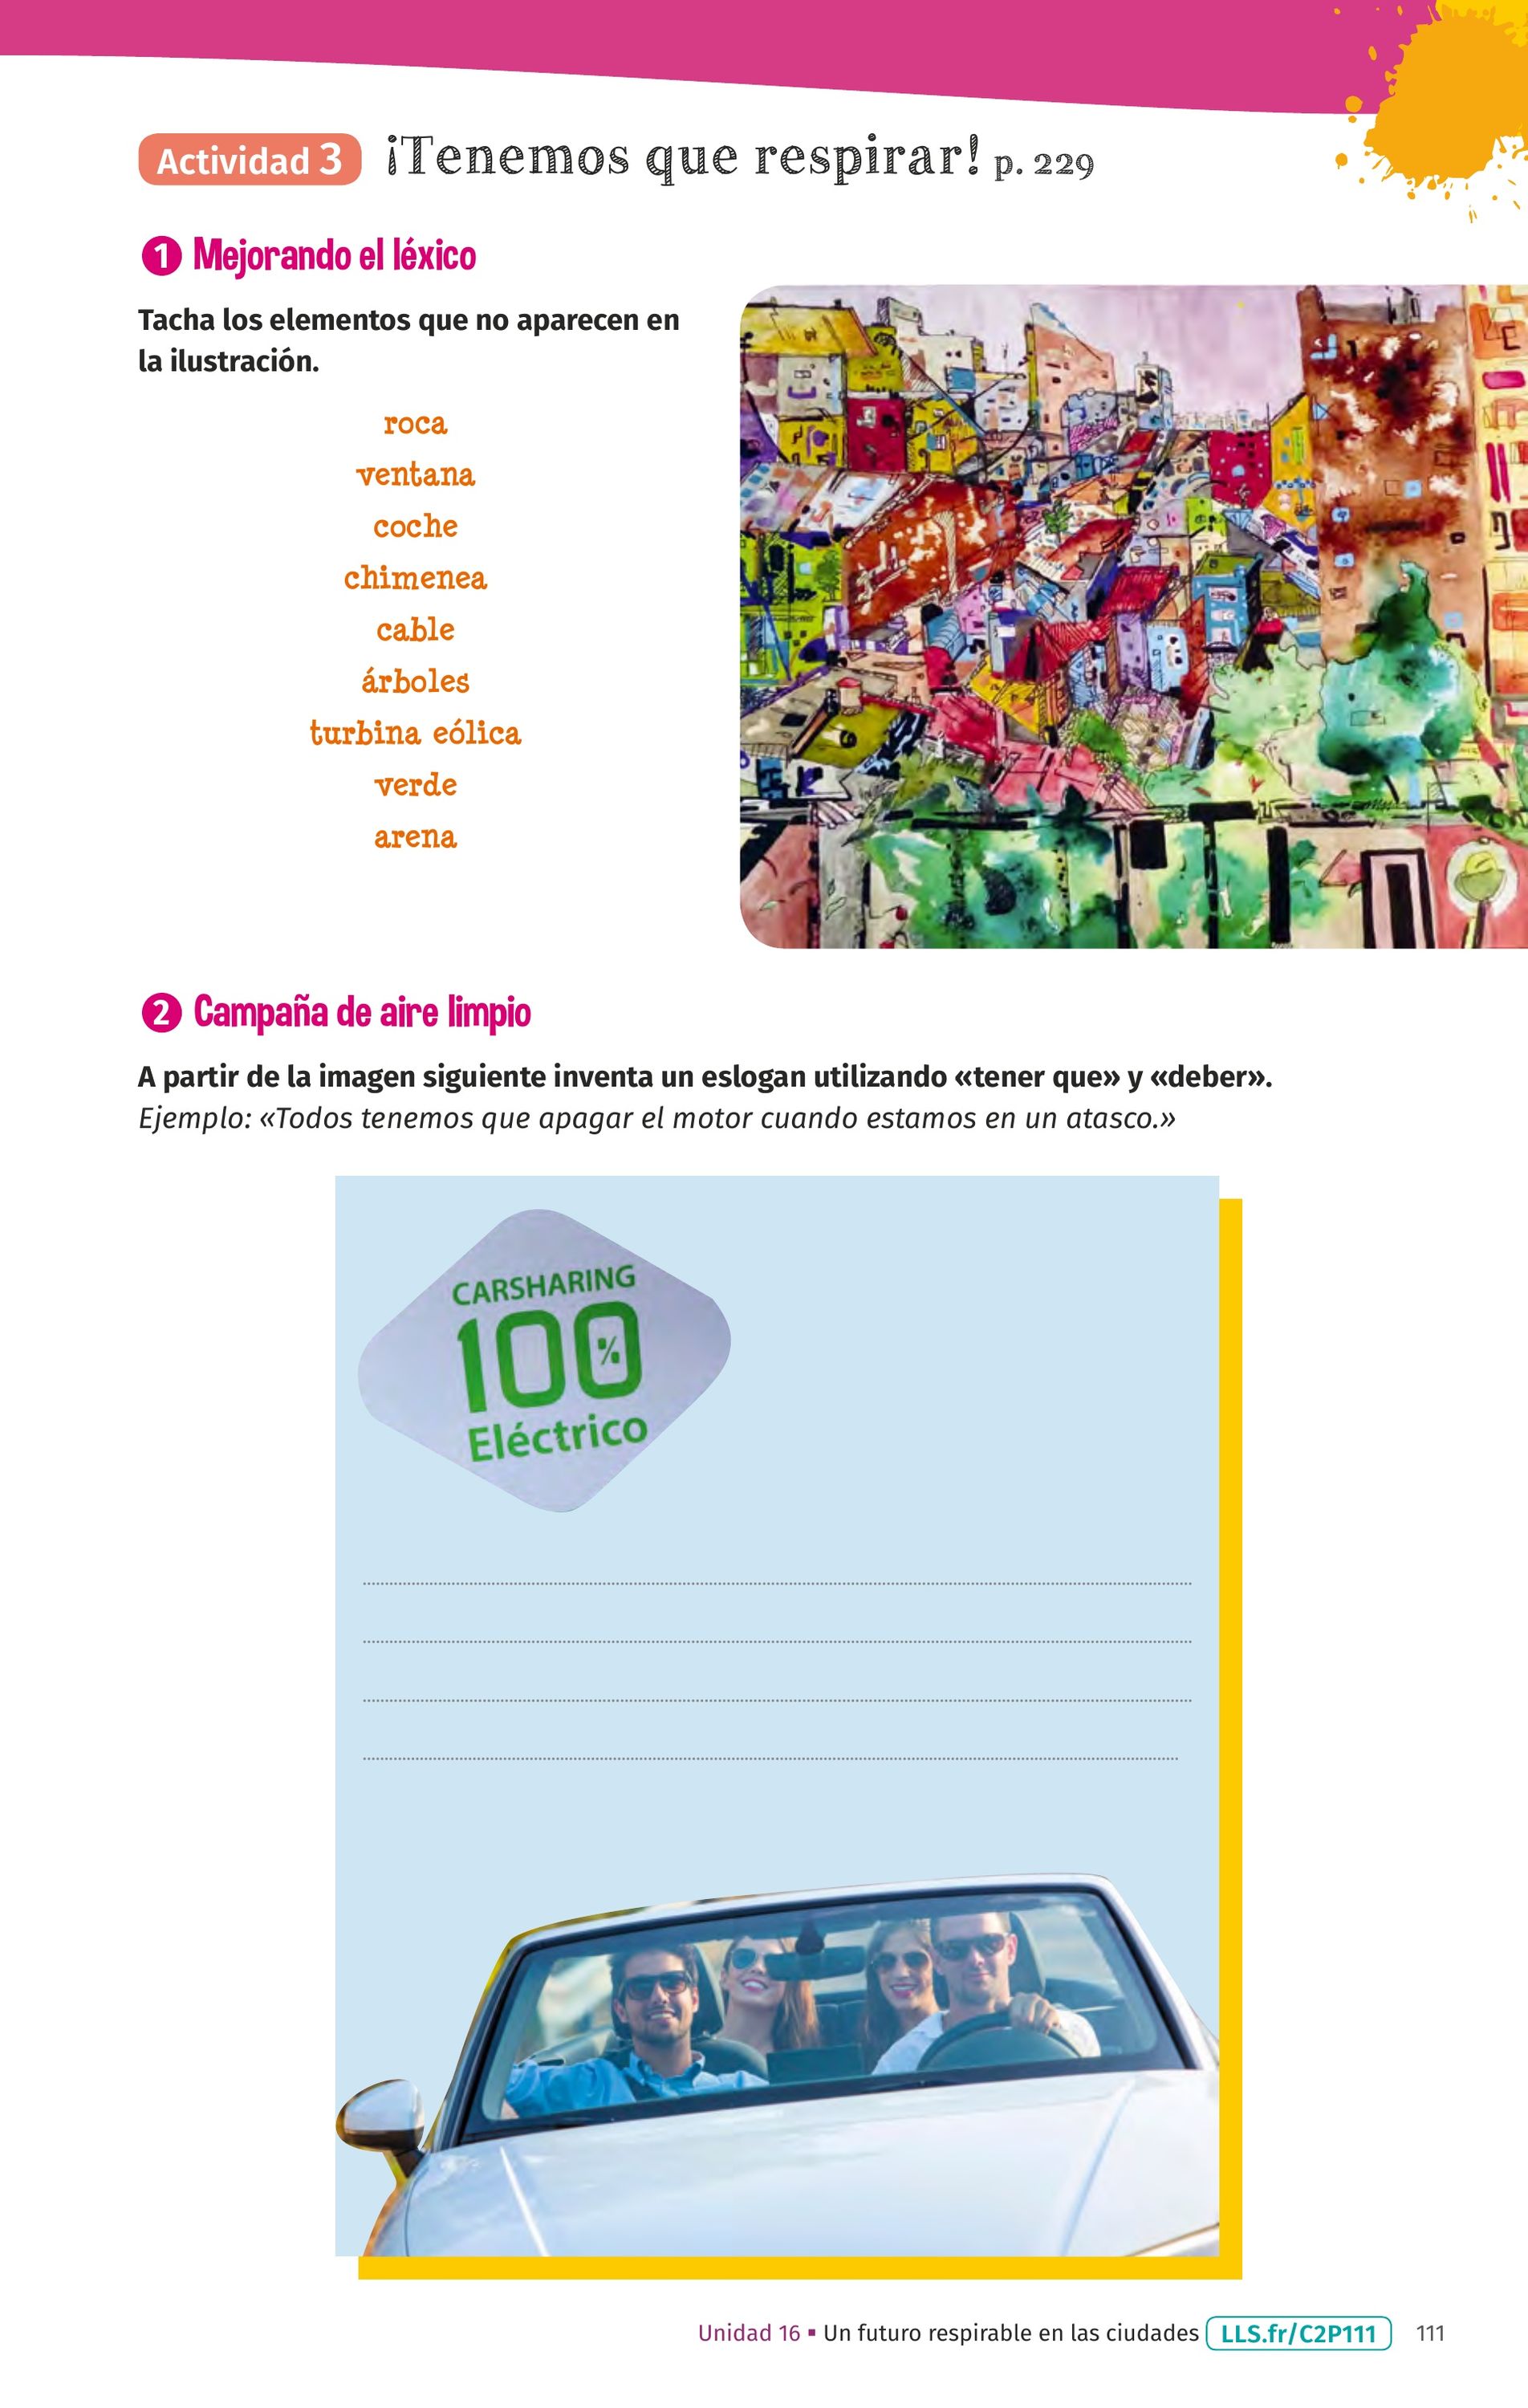 Actividad 3 ¡Tenemos que respirar! p. 229
1 Mejorando el léxico
Tacha los elementos que no aparecen en
la ilustración.
roca
ventana
coche
chimenea
cable
árboles
turbina eólica
verde
arena
2 Campaña de aire limpio
A partir de la imagen siguiente inventa un eslogan utilizando «tener que» y «deber».
Ejemplo: «Todos tenemos que apagar el motor cuando estamos en un atasco.»
CARSHARING
100%
Eléctrico
Unidad 16 ▪ Un futuro respirable en las ciudades LLS.fr/C2P111 111